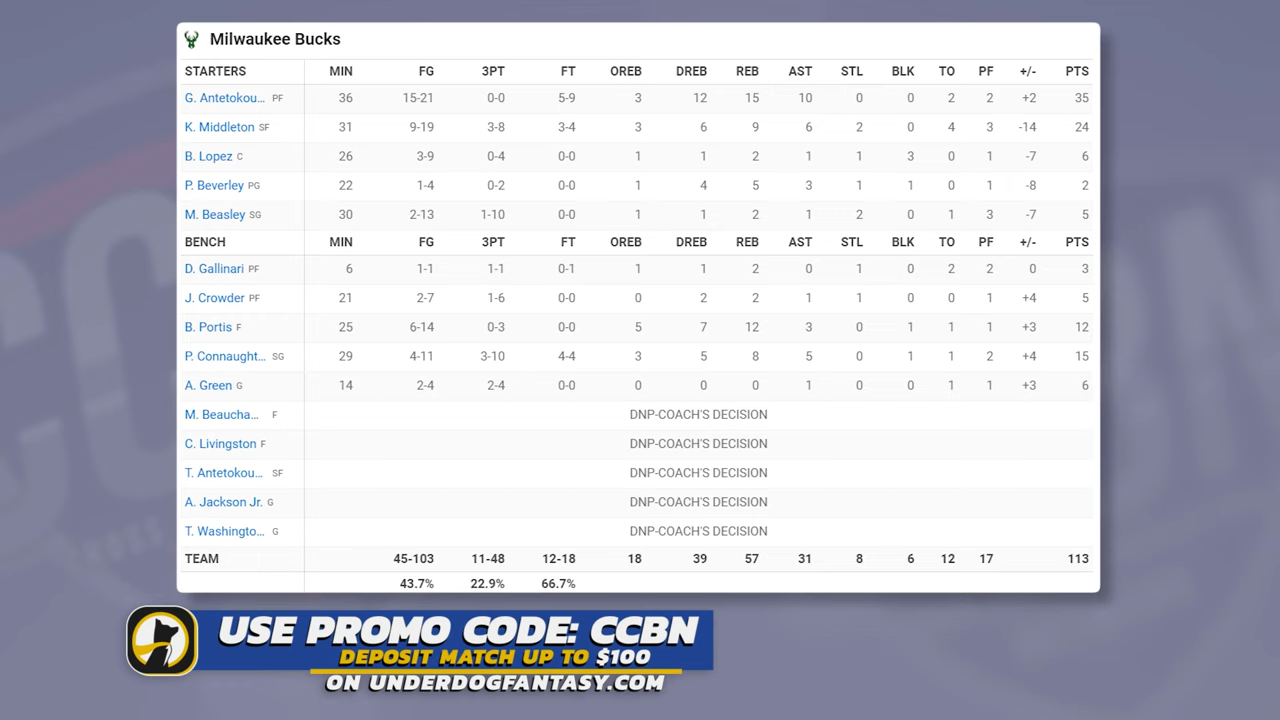 Milwaukee Bucks
STARTERS MIN FG 3PT FT OREB DREB REB AST STL BLK TO PF +/- PTS
G. Antetokou... PF 36 15-21 0-0 5-9 3 12 15 10 0 0 2 2 +2 35
K. Middleton SF 31 9-19 3-8 3-4 3 6 9 6 2 0 4 3 -14 24
B. Lopez C 26 3-9 0-4 0-0 1 1 2 1 1 3 0 1 -7 6
P. Beverley PG 22 1-4 0-2 0-0 1 4 5 3 1 1 0 1 -8 2
M. Beasley SG 30 2-13 1-10 0-0 1 1 2 1 2 0 1 3 -7 5
BENCH MIN FG 3PT FT OREB DREB REB AST STL BLK TO PF +/- PTS
D. Gallinari PF 6 1-1 1-1 0-1 1 1 2 0 1 0 2 2 0 3
J. Crowder PF 21 2-7 1-6 0-0 0 2 2 1 1 0 0 1 +4 5
B. Portis F 25 6-14 0-3 0-0 5 7 12 3 0 1 1 1 +3 12
P. Connaught... SG 29 4-11 3-10 4-4 3 5 8 5 0 1 1 2 +4 15
A. Green G 14 2-4 2-4 0-0 0 0 0 1 0 0 1 1 +3 6
M. Beaucha... F DNP-COACH'S DECISION
C. Livingston F DNP-COACH'S DECISION
T. Antetokou... SF DNP-COACH'S DECISION
A. Jackson Jr. G DNP-COACH'S DECISION
T. Washingto... G DNP-COACH'S DECISION
TEAM 45-103 11-48 12-18 18 39 57 31 8 6 12 17 113
43.7% 22.9% 66.7%
USE PROMO CODE: CCBN
DEPOSIT MATCH UP TO $100
ON UNDERDOGFANTASY.COM